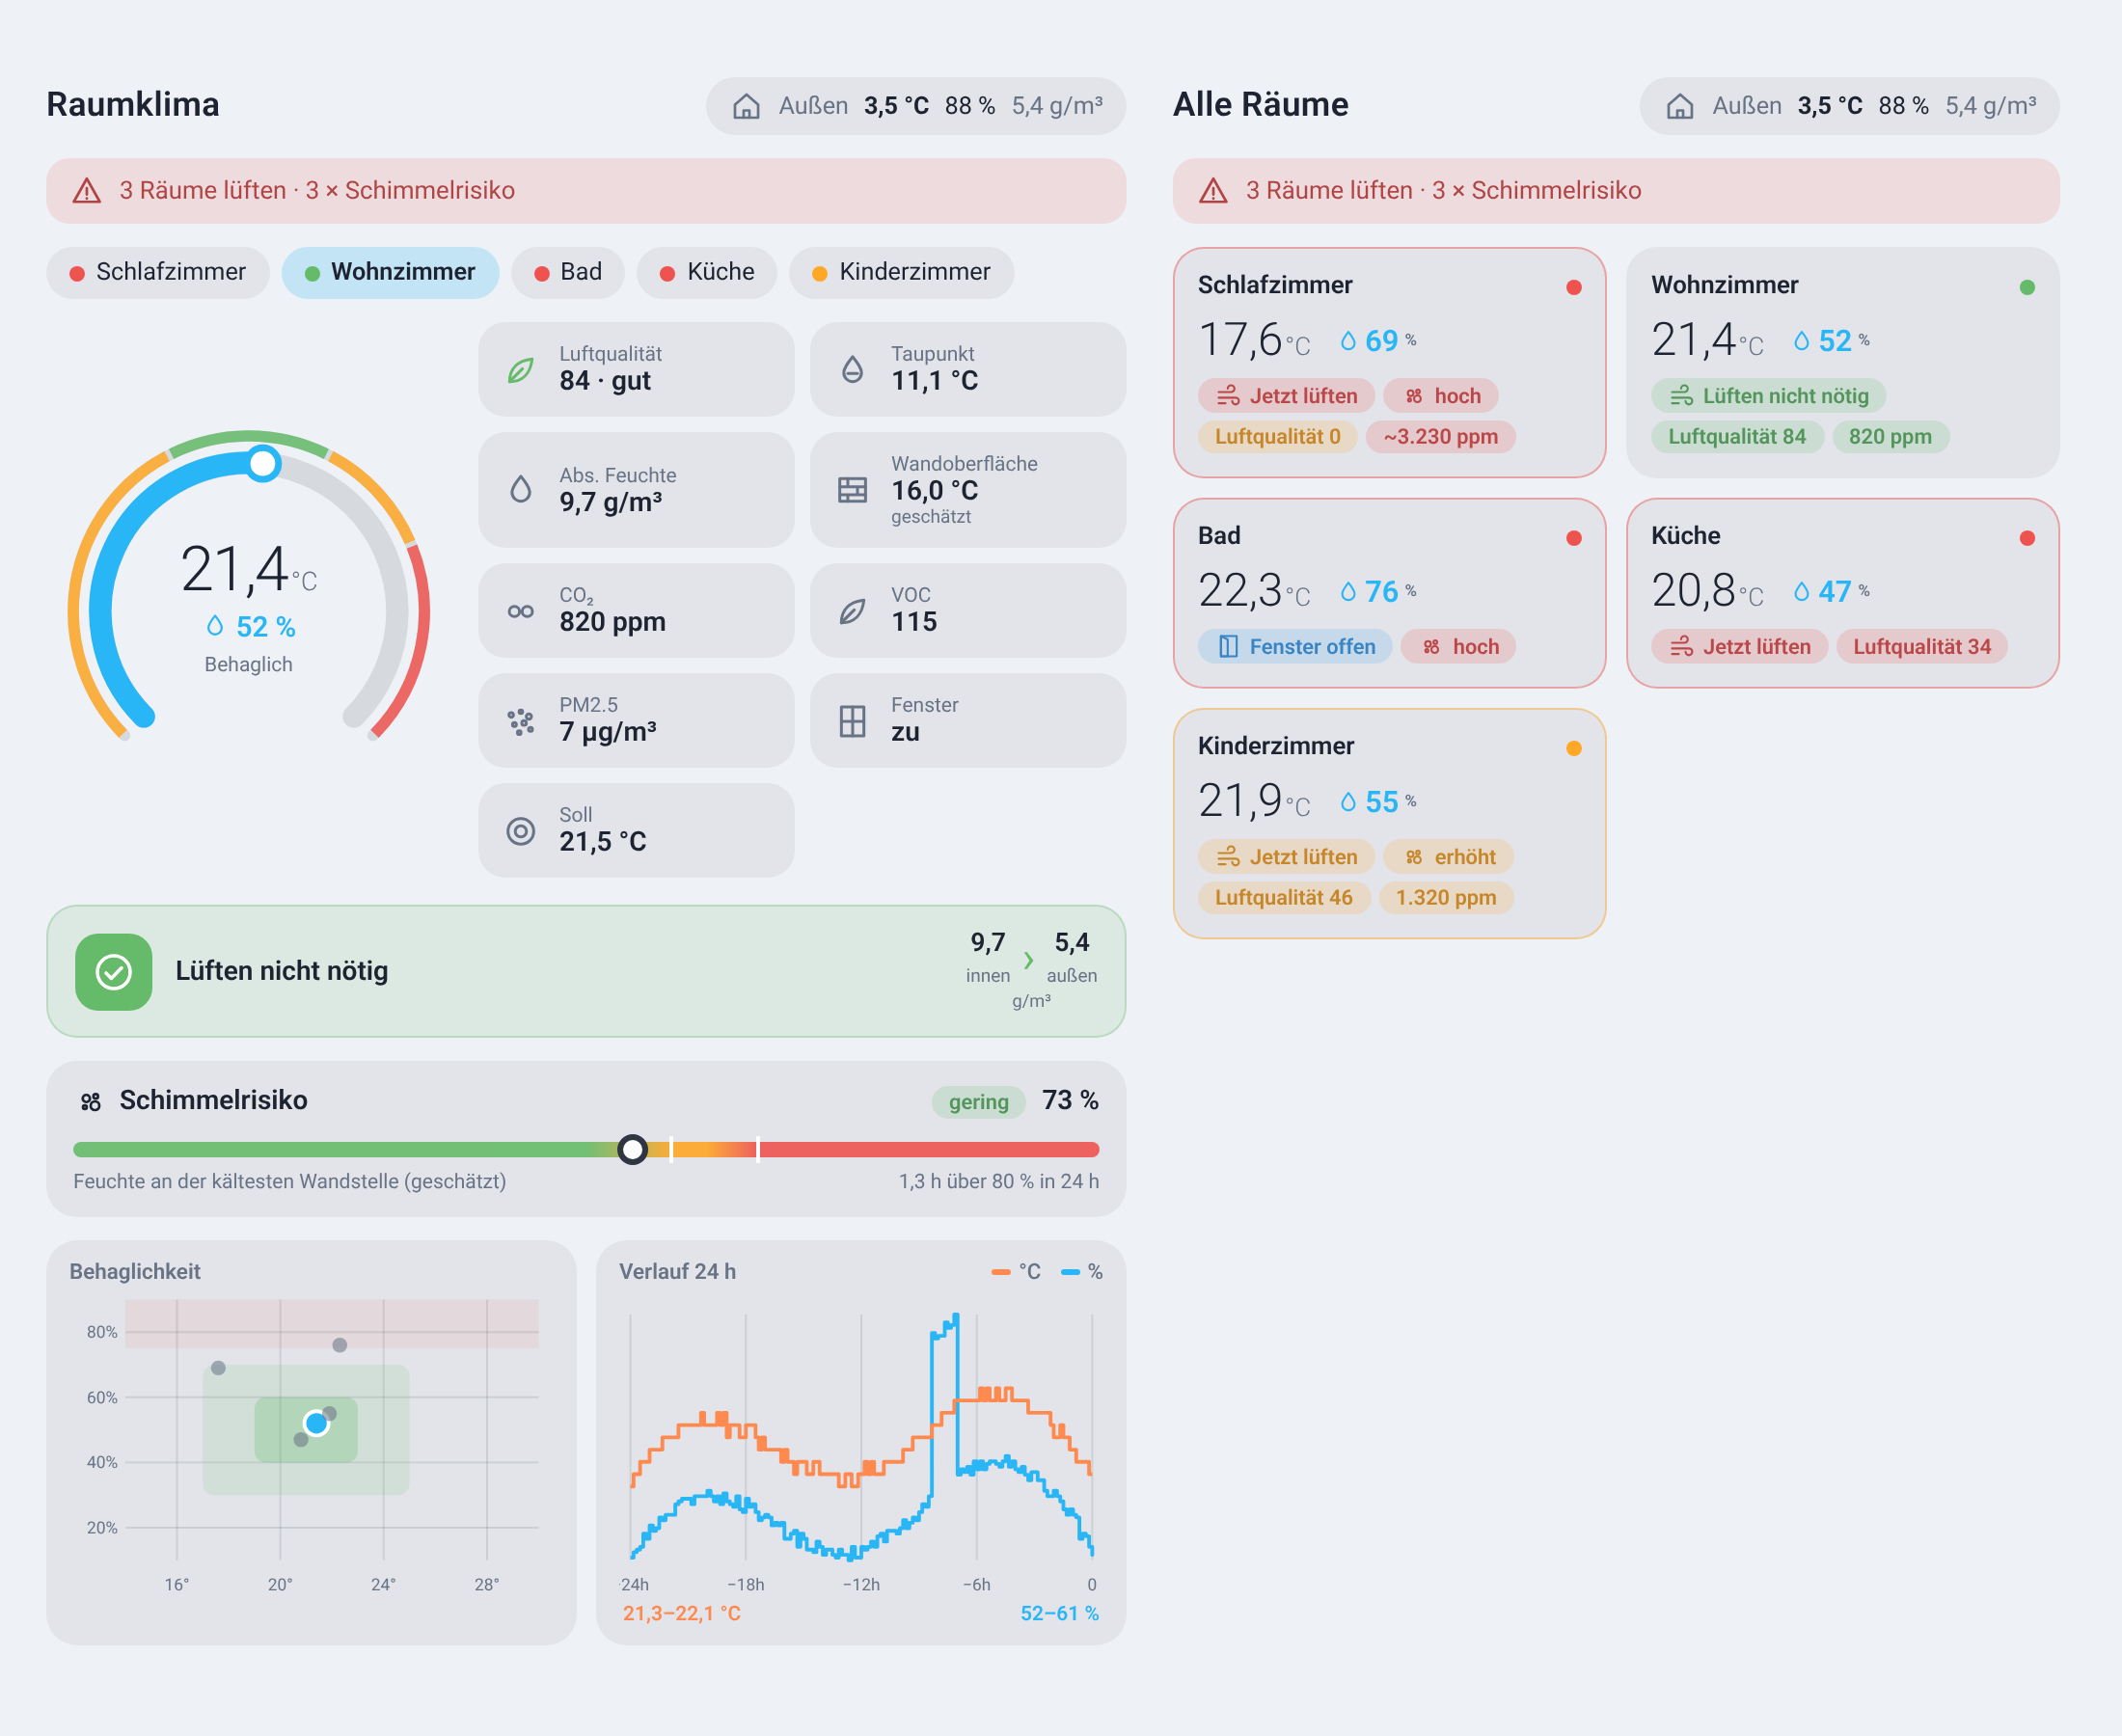 Raumklima
Außen 3,5 °C 88 % 5,4 g/m³
3 Räume lüften · 3 × Schimmelrisiko
Schlafzimmer Wohnzimmer Bad Küche Kinderzimmer
21,4 °C
52 %
Behaglich
Luftqualität
84 · gut
Taupunkt
11,1 °C
Abs. Feuchte
9,7 g/m³
Wandoberfläche
16,0 °C
geschätzt
CO₂
820 ppm
VOC
115
PM2.5
7 µg/m³
Fenster
zu
Soll
21,5 °C
Lüften nicht nötig
9,7 › 5,4
innen außen
g/m³
Schimmelrisiko
gering 73 %
Feuchte an der kältesten Wandstelle (geschätzt)
1,3 h über 80 % in 24 h
Behaglichkeit
80%
60%
40%
20%
16° 20° 24° 28°
Verlauf 24 h
°C %
24h −18h −12h −6h 0
21,3–22,1 °C
52–61 %
Alle Räume
Außen 3,5 °C 88 % 5,4 g/m³
3 Räume lüften · 3 × Schimmelrisiko
Schlafzimmer
17,6 °C 69 %
Jetzt lüften hoch
Luftqualität 0 ~3.230 ppm
Wohnzimmer
21,4 °C 52 %
Lüften nicht nötig
Luftqualität 84 820 ppm
Bad
22,3 °C 76 %
Fenster offen hoch
Küche
20,8 °C 47 %
Jetzt lüften Luftqualität 34
Kinderzimmer
21,9 °C 55 %
Jetzt lüften erhöht
Luftqualität 46 1.320 ppm